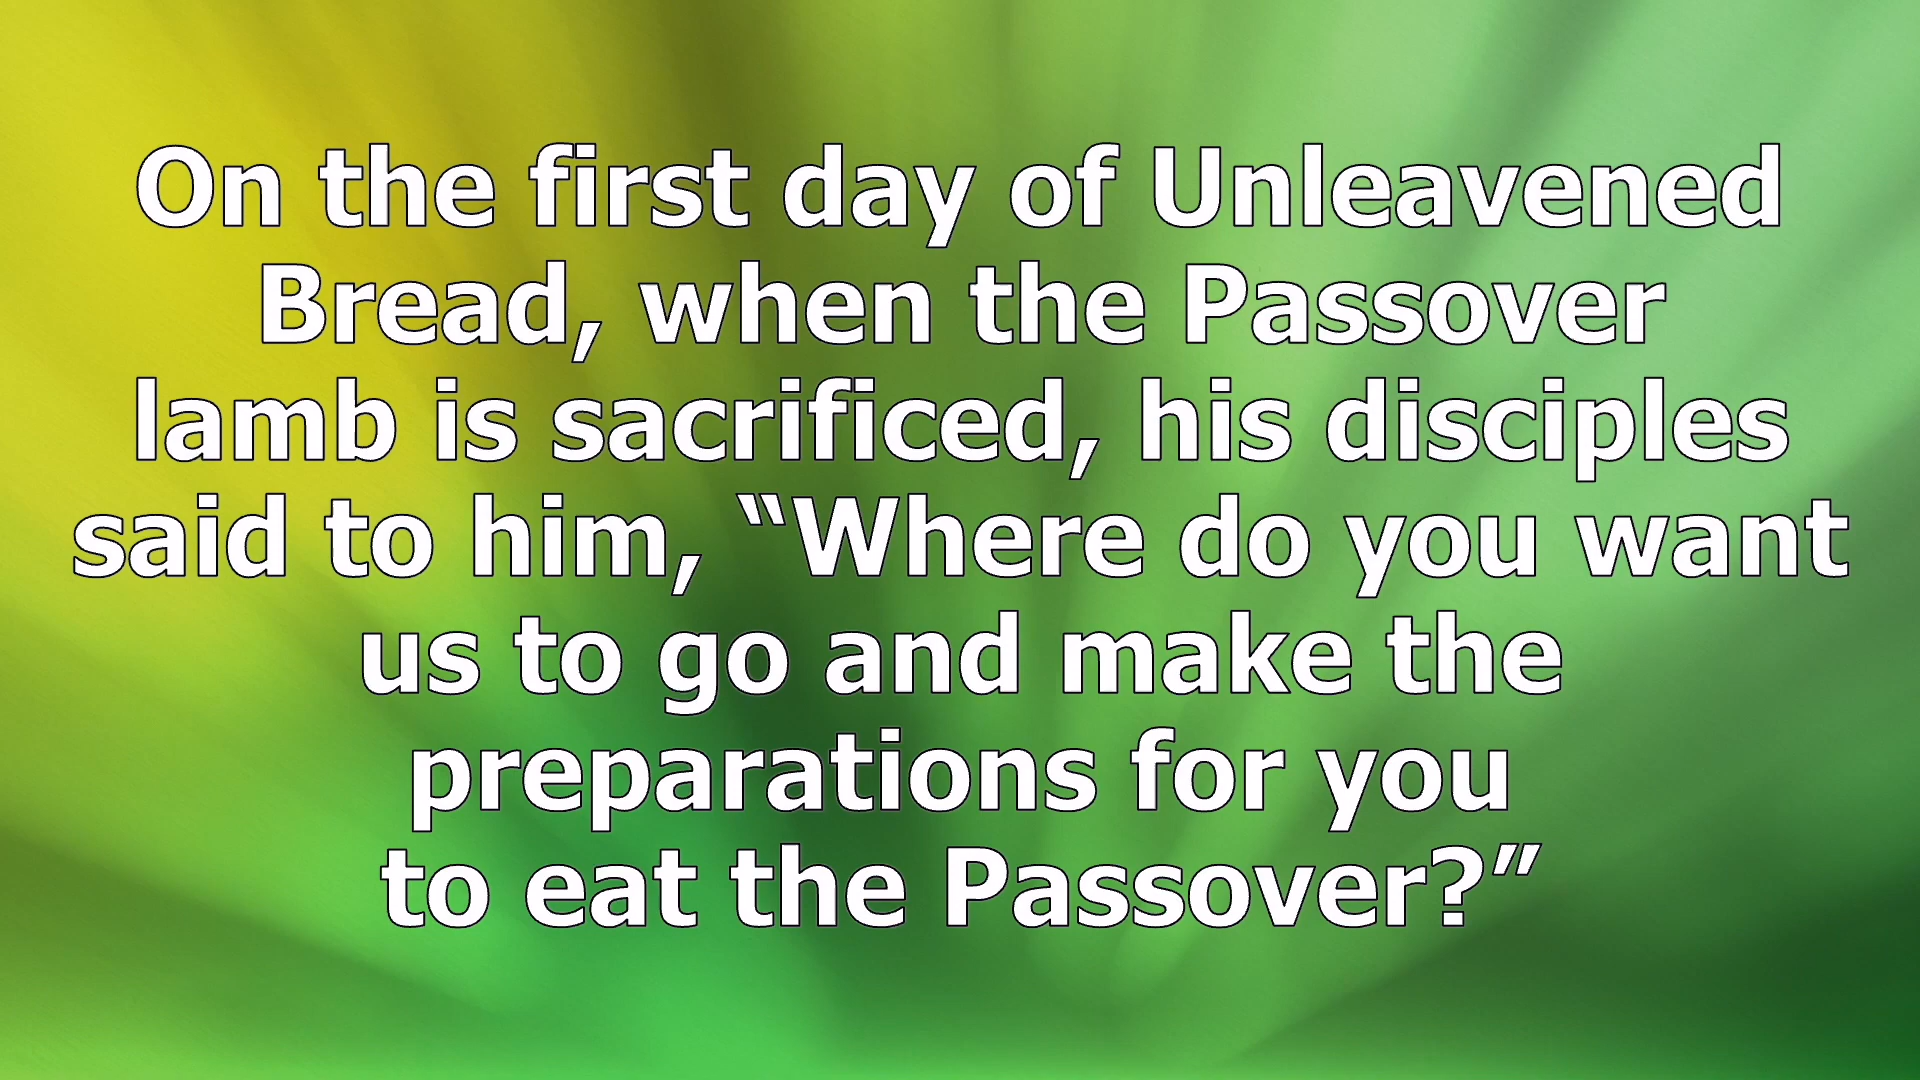 On the first day of Unleavened
Bread, when the Passover
lamb is sacrificed, his disciples
said to him, “Where do you want
us to go and make the
preparations for you
to eat the Passover?”